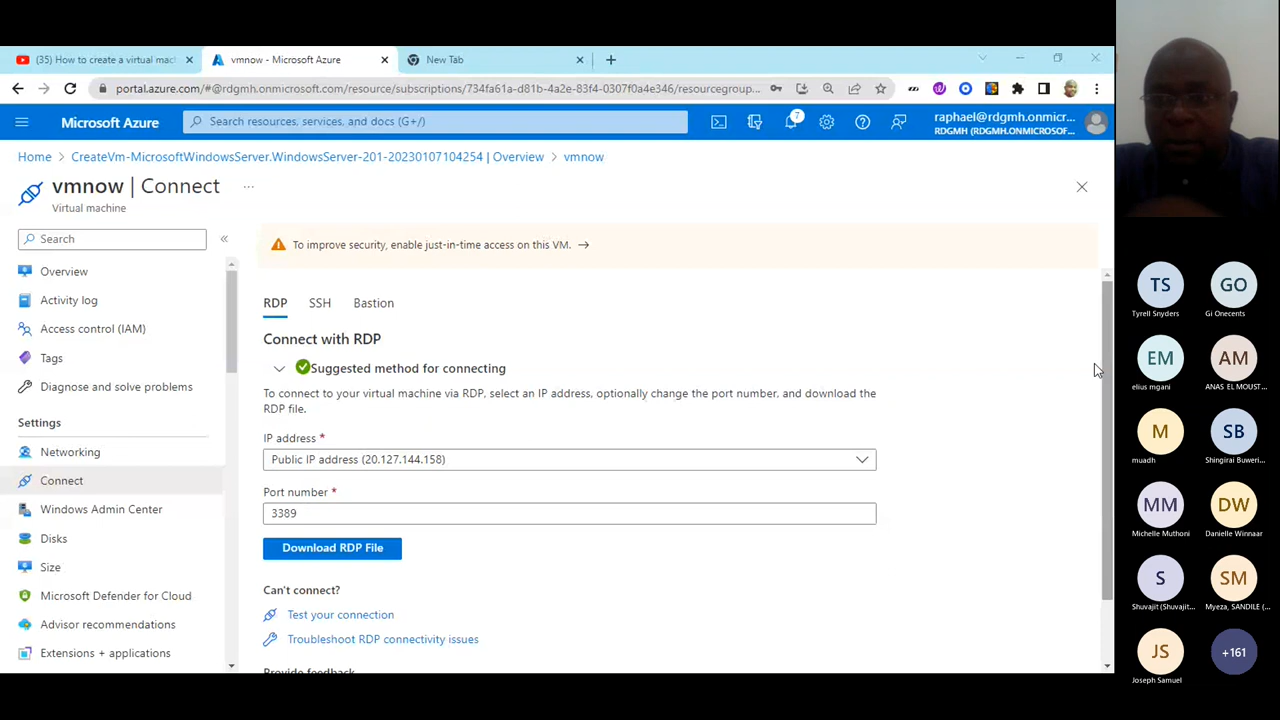 (35) How to create a virtual mac
vmnow - Microsoft Azure
New Tab
portal.azure.com/#@rdgmh.onmicrosoft.com/resource/subscriptions/734fa61a-d81b-4a2e-83f4-0307f0a4e346/resourcegroup...
Microsoft Azure
Search resources, services, and docs (G+/)
7
raphael@rdgmh.onmicr...
RDGMH (RDGMH.ONMICROSOF...
Home > CreateVm-MicrosoftWindowsServer.WindowsServer-201-20230107104254 | Overview > vmnow
vmnow | Connect ...
Virtual machine
Search
Overview
Activity log
Access control (IAM)
Tags
Diagnose and solve problems
Settings
Networking
Connect
Windows Admin Center
Disks
Size
Microsoft Defender for Cloud
Advisor recommendations
Extensions + applications
To improve security, enable just-in-time access on this VM. →
RDP
SSH
Bastion
Connect with RDP
Suggested method for connecting
To connect to your virtual machine via RDP, select an IP address, optionally change the port number, and download the
RDP file.
IP address *
Public IP address (20.127.144.158)
Port number *
3389
Download RDP File
Can't connect?
Test your connection
Troubleshoot RDP connectivity issues
Provide feedback
TS
Tyrell Snyders
GO
Gi Onecents
EM
elius mgani
AM
ANAS EL MOUST...
M
muadh
SB
Shingirai Buweri...
MM
Michelle Muthoni
DW
Danielle Winnaar
S
Shuvajit (Shuvajit...
SM
Myeza, SANDILE (...
JS
Joseph Samuel
+161